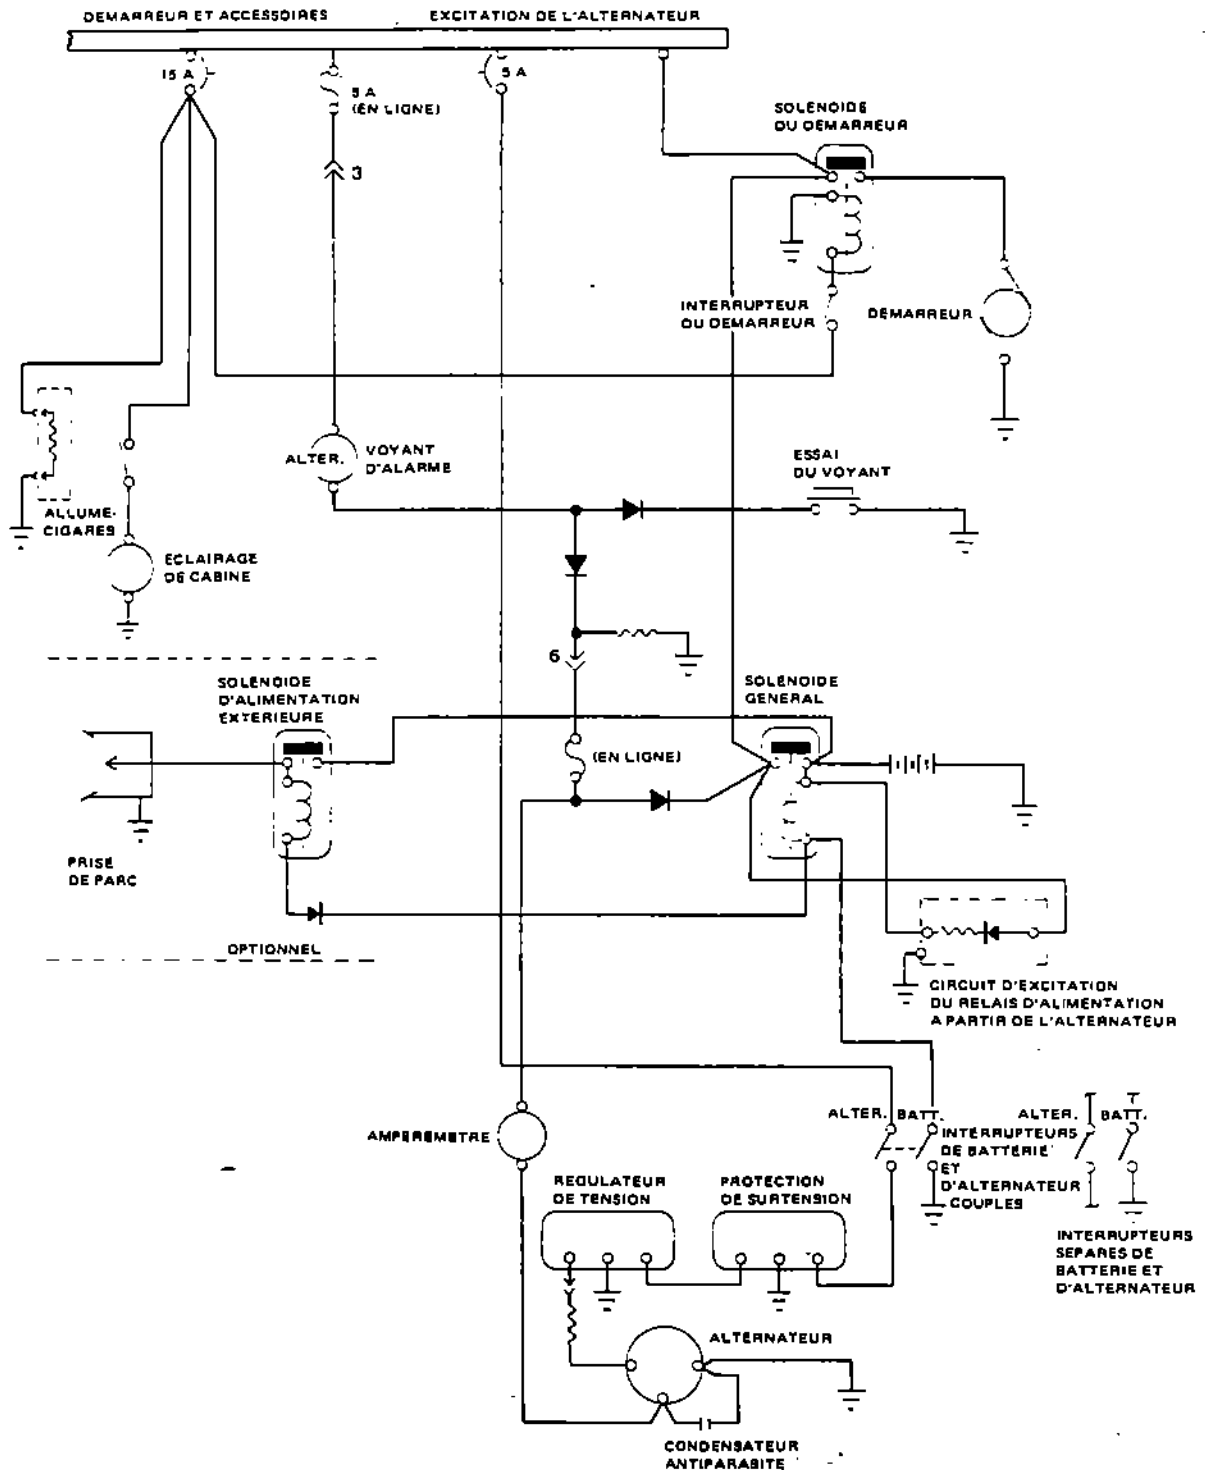 DEMARREUR ET ACCESSOIRES
EXCITATION DE L'ALTERNATEUR
15 A
5 A
(EN LIGNE)
5 A
3
SOLENOIDE
DU DEMARREUR
INTERRUPTEUR
DU DEMARREUR
DEMARREUR
ALTER.
VOYANT
D'ALARME
ESSAI
DU VOYANT
ALLUME-
CIGARES
ECLAIRAGE
DE CABINE
6
SOLENOIDE
D'ALIMENTATION
EXTERIEURE
SOLENOIDE
GENERAL
(EN LIGNE)
PRISE
DE PARC
OPTIONNEL
CIRCUIT D'EXCITATION
DU RELAIS D'ALIMENTATION
A PARTIR DE L'ALTERNATEUR
AMPEREMETRE
ALTER. BATT.
INTERRUPTEURS
DE BATTERIE
ET
D'ALTERNATEUR
COUPLES
ALTER. BATT.
INTERRUPTEURS
SEPARES DE
BATTERIE ET
D'ALTERNATEUR
REGULATEUR
DE TENSION
PROTECTION
DE SURTENSION
ALTERNATEUR
CONDENSATEUR
ANTIPARASITE